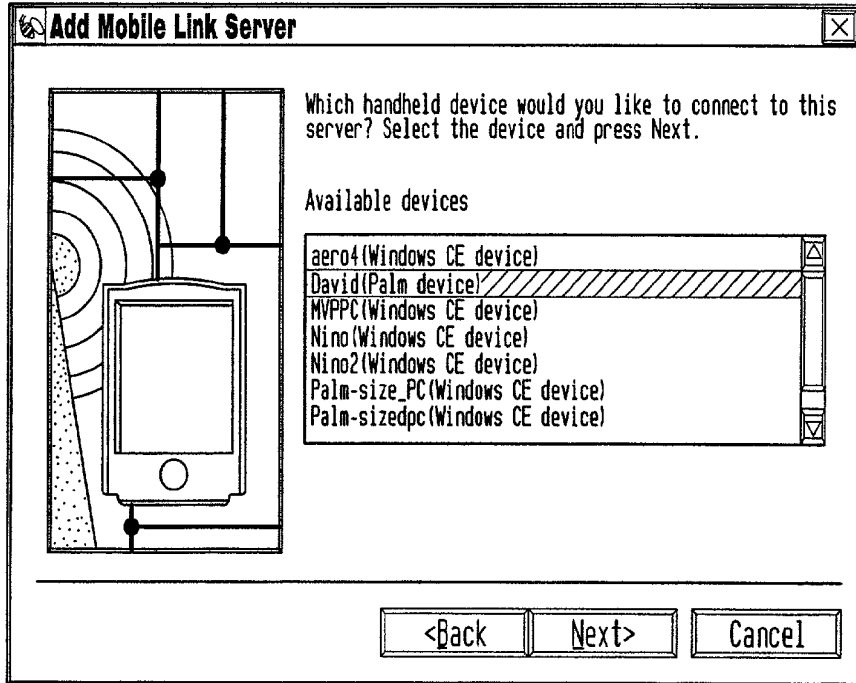 Add Mobile Link Server
Which handheld device would you like to connect to this
server? Select the device and press Next.
Available devices
aero4(Windows CE device)
David(Palm device)
MVPPC(Windows CE device)
Nino(Windows CE device)
Nino2(Windows CE device)
Palm-size_PC(Windows CE device)
Palm-sizedpc(Windows CE device)
<Back
Next>
Cancel